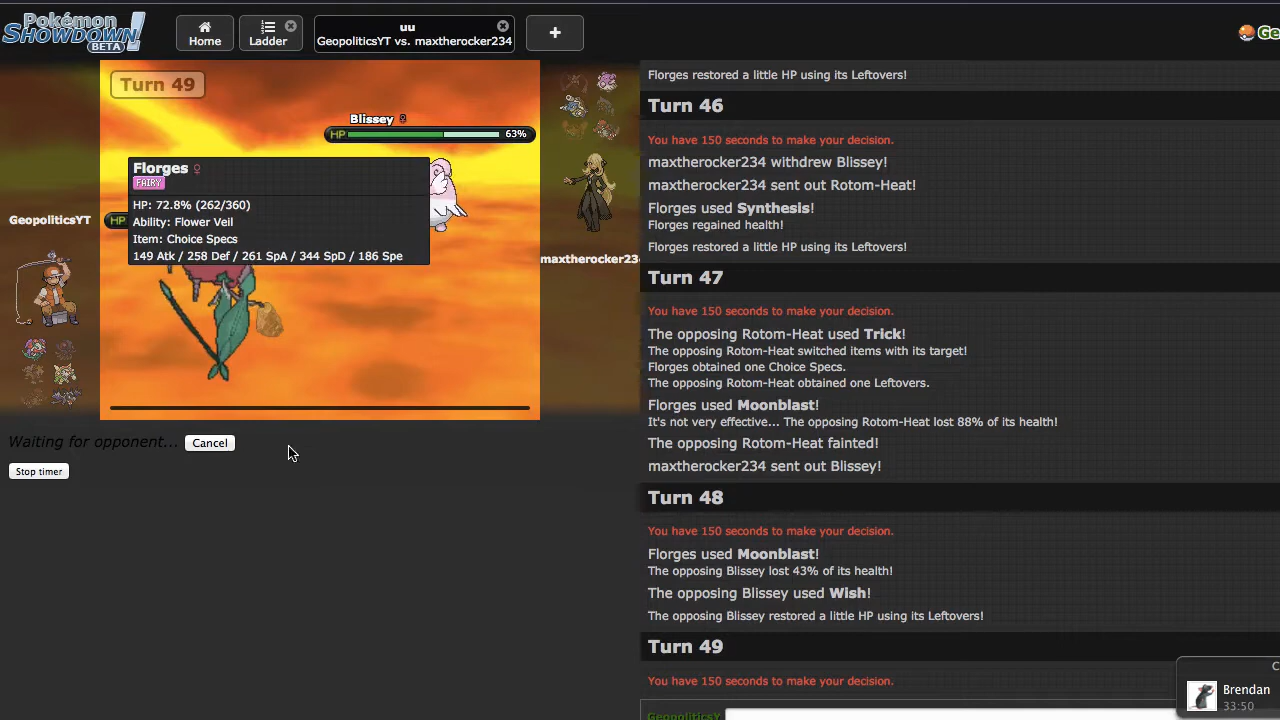 Pokémon
SHOWDOWN!
BETA
Home
Ladder
uu
GeopoliticsYT vs. maxtherocker234
+
Turn 49
Blissey ♀
HP 63%
Florges ♀
FAIRY
HP: 72.8% (262/360)
Ability: Flower Veil
Item: Choice Specs
149 Atk / 258 Def / 261 SpA / 344 SpD / 186 Spe
HP
GeopoliticsYT
maxtherocker23
Waiting for opponent... Cancel
Stop timer
Ge
Florges restored a little HP using its Leftovers!
Turn 46
You have 150 seconds to make your decision.
maxtherocker234 withdrew Blissey!
maxtherocker234 sent out Rotom-Heat!
Florges used Synthesis!
Florges regained health!
Florges restored a little HP using its Leftovers!
Turn 47
You have 150 seconds to make your decision.
The opposing Rotom-Heat used Trick!
The opposing Rotom-Heat switched items with its target!
Florges obtained one Choice Specs.
The opposing Rotom-Heat obtained one Leftovers.
Florges used Moonblast!
It's not very effective... The opposing Rotom-Heat lost 88% of its health!
The opposing Rotom-Heat fainted!
maxtherocker234 sent out Blissey!
Turn 48
You have 150 seconds to make your decision.
Florges used Moonblast!
The opposing Blissey lost 43% of its health!
The opposing Blissey used Wish!
The opposing Blissey restored a little HP using its Leftovers!
Turn 49
You have 150 seconds to make your decision.
GeopoliticsY
C
Brendan
33:50